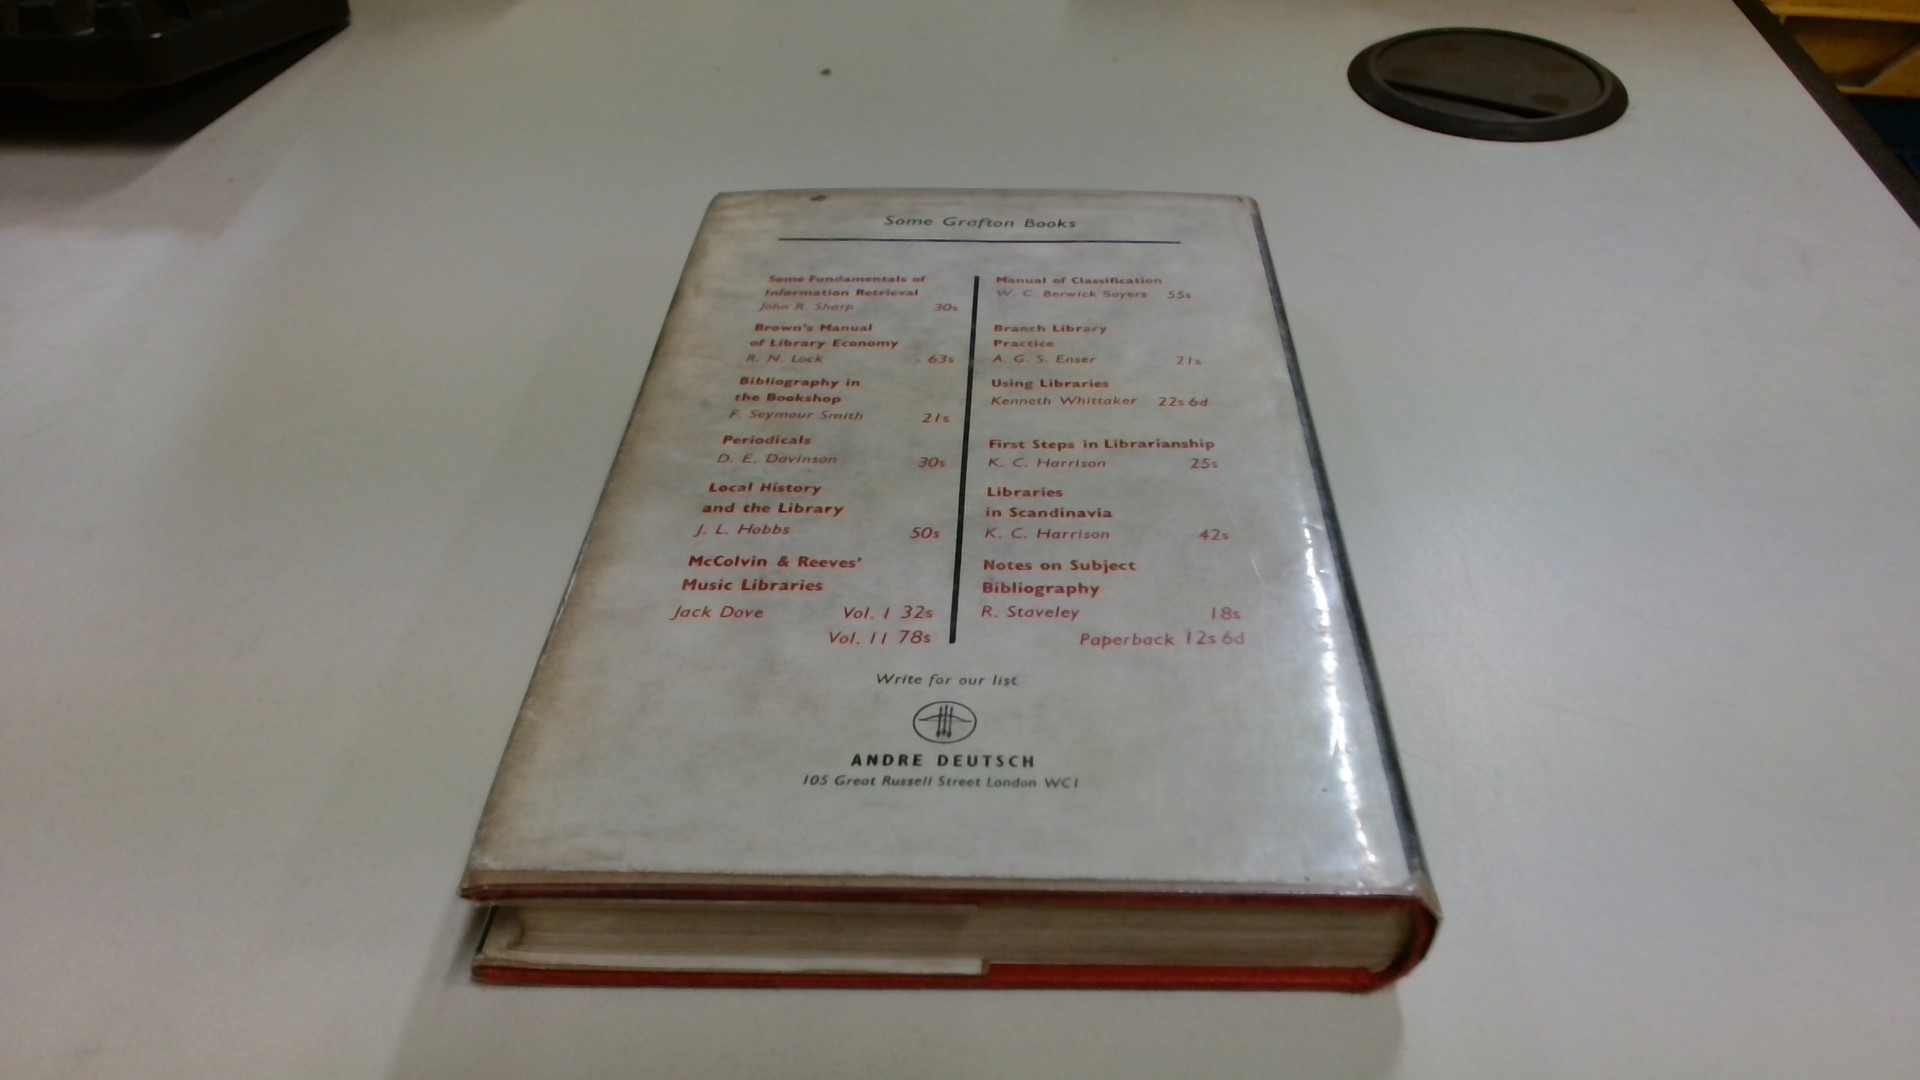 Some Grafton Books
Some Fundamentals of
Information Retrieval
John R. Sharp 30s
Brown's Manual
of Library Economy
R. N. Lock 63s
Bibliography in
the Bookshop
F. Seymour Smith 21s
Periodicals
D. E. Davinson 30s
Local History
and the Library
J. L. Hobbs 50s
McColvin & Reeves'
Music Libraries
Jack Dove Vol. I 32s
Vol. II 78s
Manual of Classification
W. C. Berwick Sayers 55s
Branch Library
Practice
A. G. S. Enser 21s
Using Libraries
Kenneth Whittaker 22s 6d
First Steps in Librarianship
K. C. Harrison 25s
Libraries
in Scandinavia
K. C. Harrison 42s
Notes on Subject
Bibliography
R. Staveley 18s
Paperback 12s 6d
Write for our list
ANDRE DEUTSCH
105 Great Russell Street London WC1